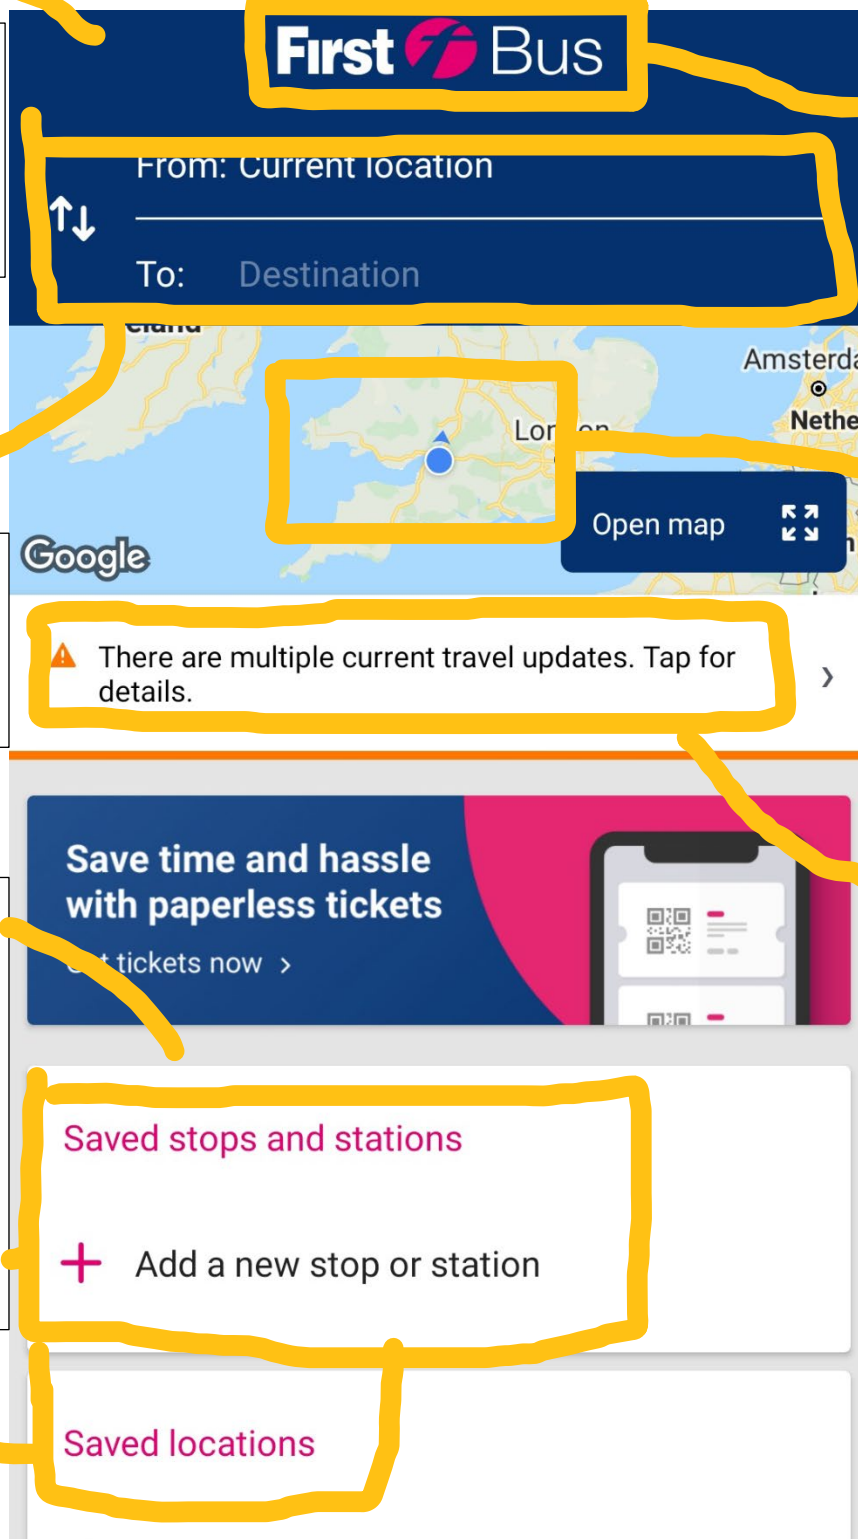 First Bus
From: Current location
To: Destination
Amsterda
Nethe
Open map
Google
There are multiple current travel updates. Tap for
details.
Save time and hassle
with paperless tickets
tickets now
Saved stops and stations
Add a new stop or station
Saved locations